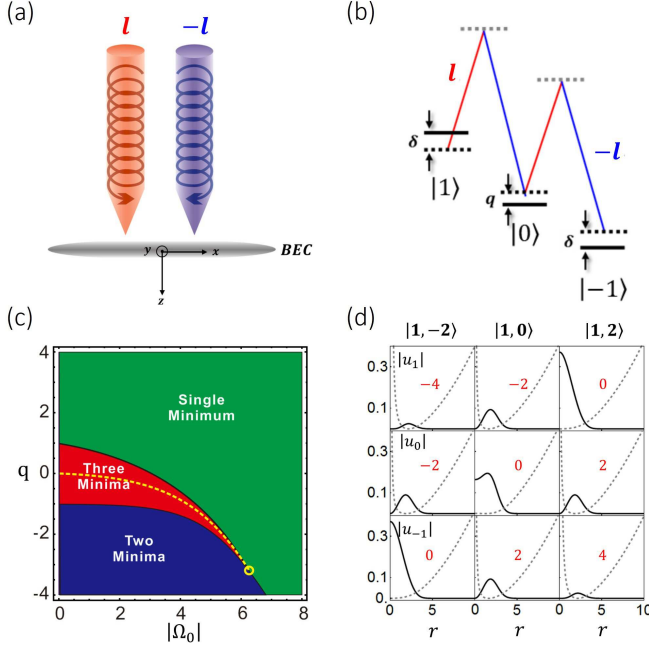 (a)
l
-l
BEC
y
x
z
(b)
l
-l
δ
|1⟩
q
|0⟩
δ
|-1⟩
(c)
4
2
0
-2
-4
q
Single
Minimum
Three
Minima
Two
Minima
0 2 4 6 8
|Ω₀|
(d)
|1, -2⟩ |1, 0⟩ |1, 2⟩
0.3
0.1
|u₁|
-4
-2
0
0.3
0.1
|u₀|
-2
0
2
0.3
0.1
0
|u₋₁|
0
2
4
0 5 0 5 0 5 10
r r r